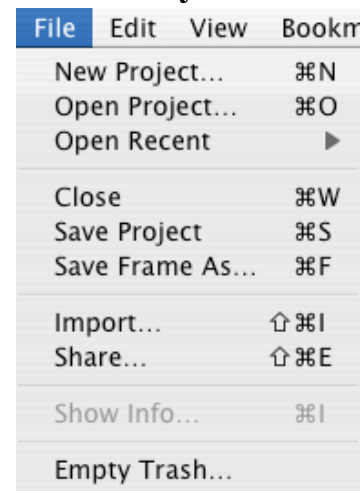 File Edit View Bookm
New Project... ⌘N
Open Project... ⌘O
Open Recent ▶
Close ⌘W
Save Project ⌘S
Save Frame As... ⌘F
Import... ⇧⌘I
Share... ⇧⌘E
Show Info... ⌘I
Empty Trash...